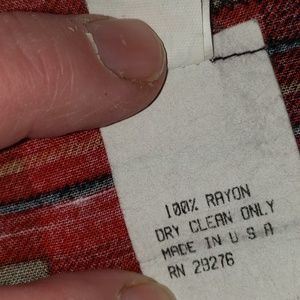 100% RAYON
DRY CLEAN ONLY
MADE IN U S A
RN 29276